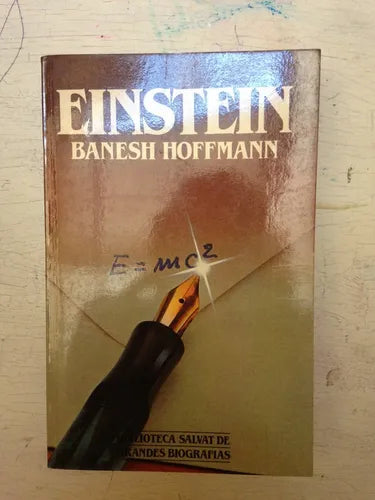 EINSTEIN
BANESH HOFFMANN
E=mc²
BIBLIOTECA SALVAT DE
GRANDES BIOGRAFIAS